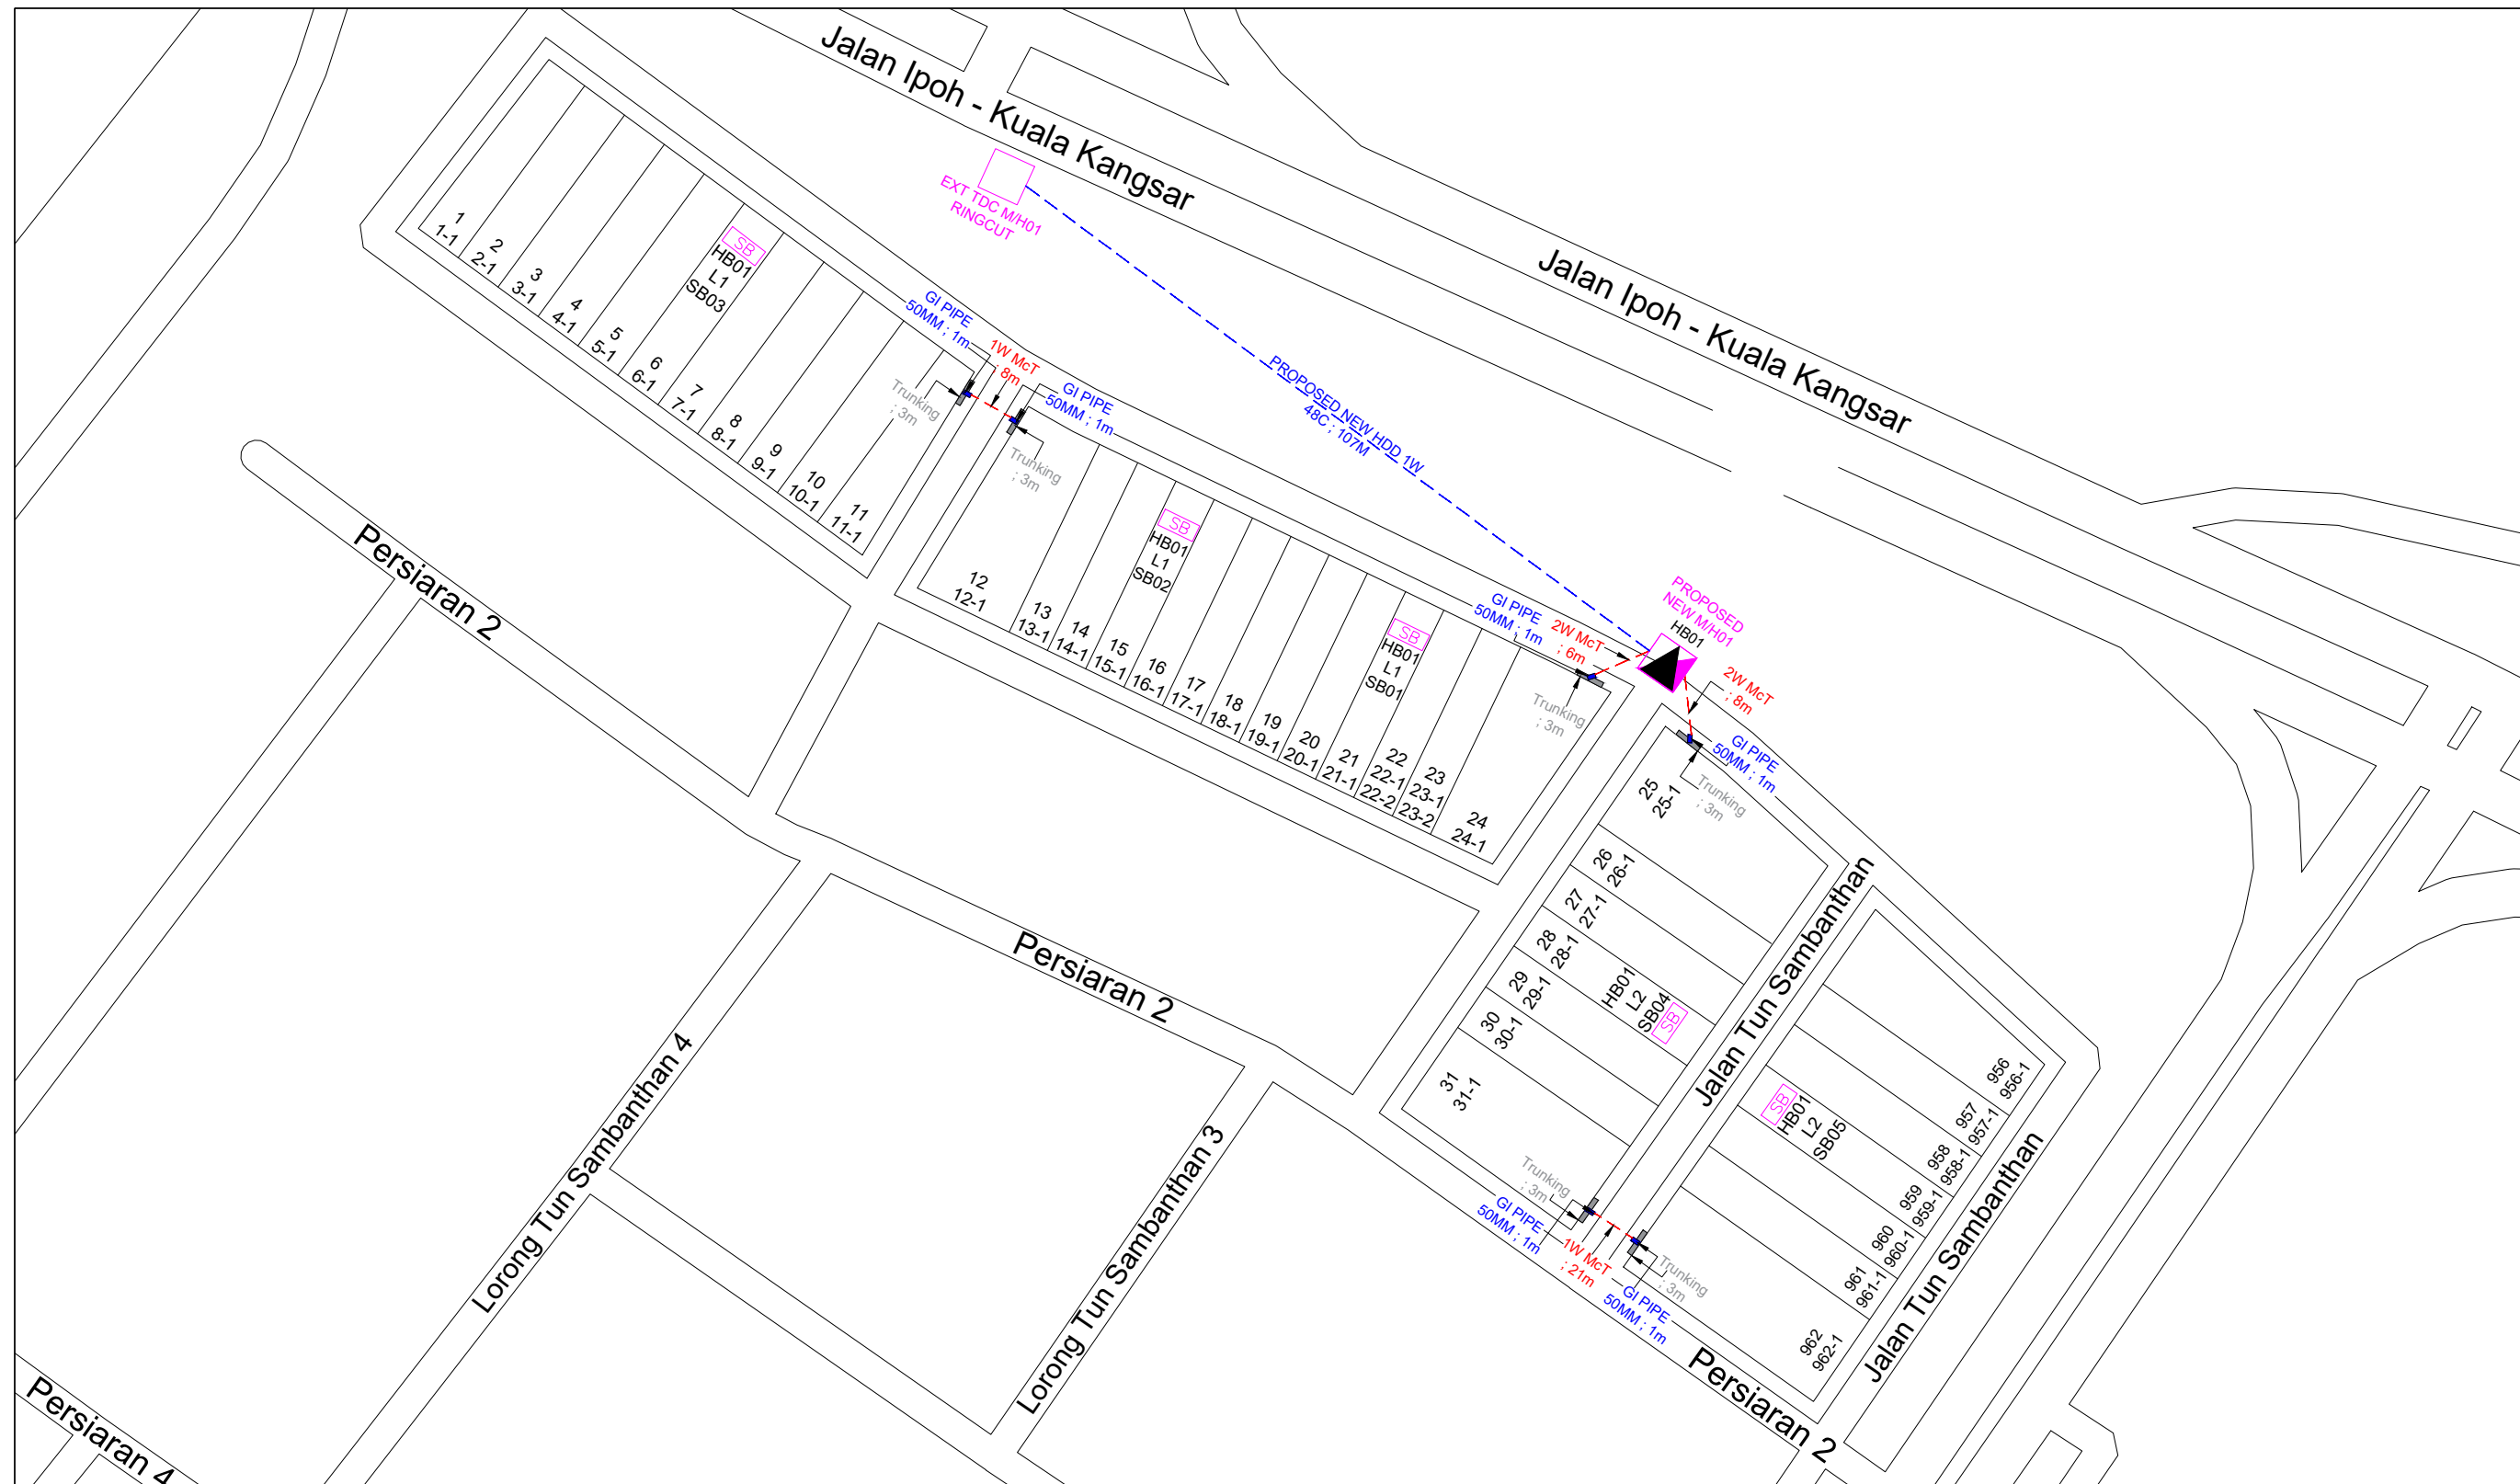 Jalan Ipoh - Kuala Kangsar
Jalan Ipoh - Kuala Kangsar
EXT TDC M/H01
RINGCUT
PROPOSED NEW HDD 1W
48C ; 107M
1
1-1
2
2-1
3
3-1
4
4-1
5
5-1
6
6-1
7
7-1
8
8-1
9
9-1
10
10-1
11
11-1
SB
HB01
L1
SB03
GI PIPE
50MM ; 1m
1W McT
; 8m
Trunking
; 3m
GI PIPE
50MM ; 1m
Trunking
; 3m
12
12-1
13
13-1
14
14-1
15
15-1
16
16-1
17
17-1
18
18-1
19
19-1
20
20-1
21
21-1
22
22-1
22-2
23
23-1
23-2
24
24-1
SB
HB01
L1
SB02
SB
HB01
L1
SB01
GI PIPE
50MM ; 1m
2W McT
; 6m
Trunking
; 3m
PROPOSED
NEW M/H01
HB01
2W McT
; 8m
GI PIPE
50MM ; 1m
Trunking
; 3m
25
25-1
26
26-1
27
27-1
28
28-1
29
29-1
30
30-1
31
31-1
HB01
L2
SB04
SB
Jalan Tun Sambanthan
SB
HB01
L2
SB05
956
956-1
957
957-1
958
958-1
959
959-1
960
960-1
961
961-1
962
962-1
Jalan Tun Sambanthan
Trunking
; 3m
GI PIPE
50MM ; 1m
1W McT
; 21m
Trunking
; 3m
GI PIPE
50MM ; 1m
Persiaran 2
Persiaran 2
Persiaran 2
Lorong Tun Sambanthan 4
Lorong Tun Sambanthan 3
Persiaran 4